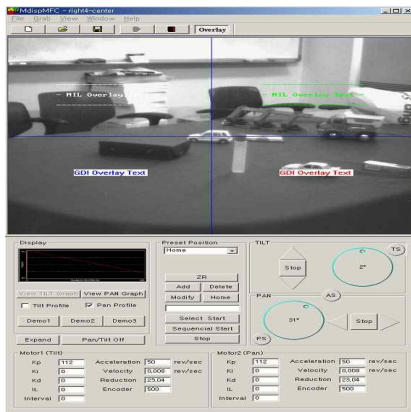 MdispMFC - right4-center
File Grab View Window Help
Overlay
- MIL Overlay
- MIL Overlay Text -
GDI Overlay Text
GDI Overlay Text
Display
View TILT Graph View PAN Graph
Tilt Profile Pan Profile
Demo1 Demo2 Demo3
Expand Pan/Tilt Off
Preset Position
Home
ZR
Add Delete
Modify Home
Select Start
Sequencial Start
Stop
TILT
Stop
2°
TS
PAN
AS
31°
Stop
PS
Motor1 (Tilt)
Kp 112 Acceleration 50 rev/sec
Ki 0 Velocity 0,008 rev/sec
Kd 0 Reduction 23,04
IL 0 Encoder 500
Interval 0
Motor2 (Pan)
Kp 112 Acceleration 50 rev/sec
Ki 0 Velocity 0,008 rev/sec
Kd 0 Reduction 23,04
IL 0 Encoder 500
Interval 0